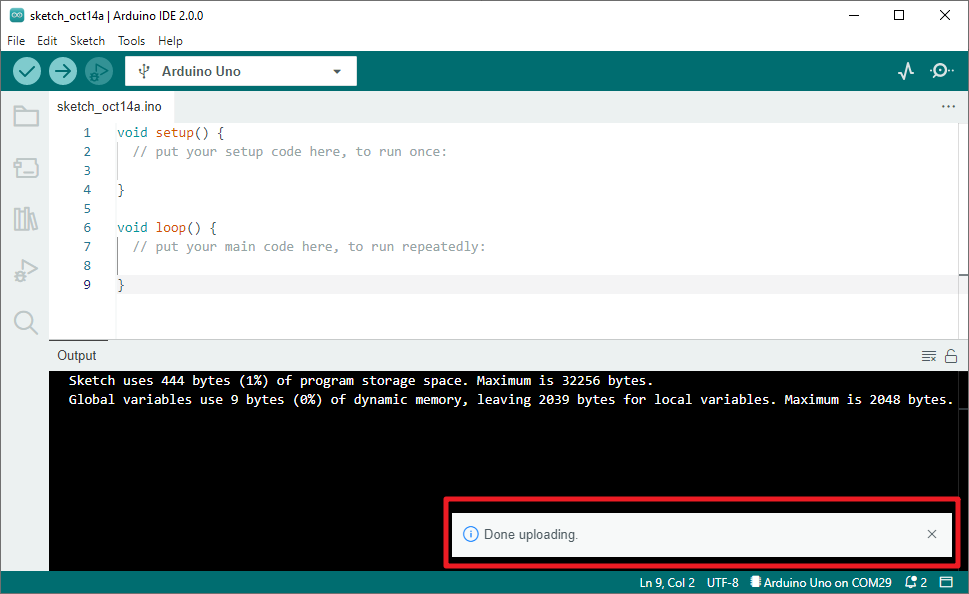 sketch_oct14a | Arduino IDE 2.0.0
File Edit Sketch Tools Help
Arduino Uno
sketch_oct14a.ino
1 void setup() {
2 // put your setup code here, to run once:
3
4 }
5
6 void loop() {
7 // put your main code here, to run repeatedly:
8
9 }
Output
Sketch uses 444 bytes (1%) of program storage space. Maximum is 32256 bytes.
Global variables use 9 bytes (0%) of dynamic memory, leaving 2039 bytes for local variables. Maximum is 2048 bytes.
Done uploading.
Ln 9, Col 2 UTF-8 Arduino Uno on COM29 2